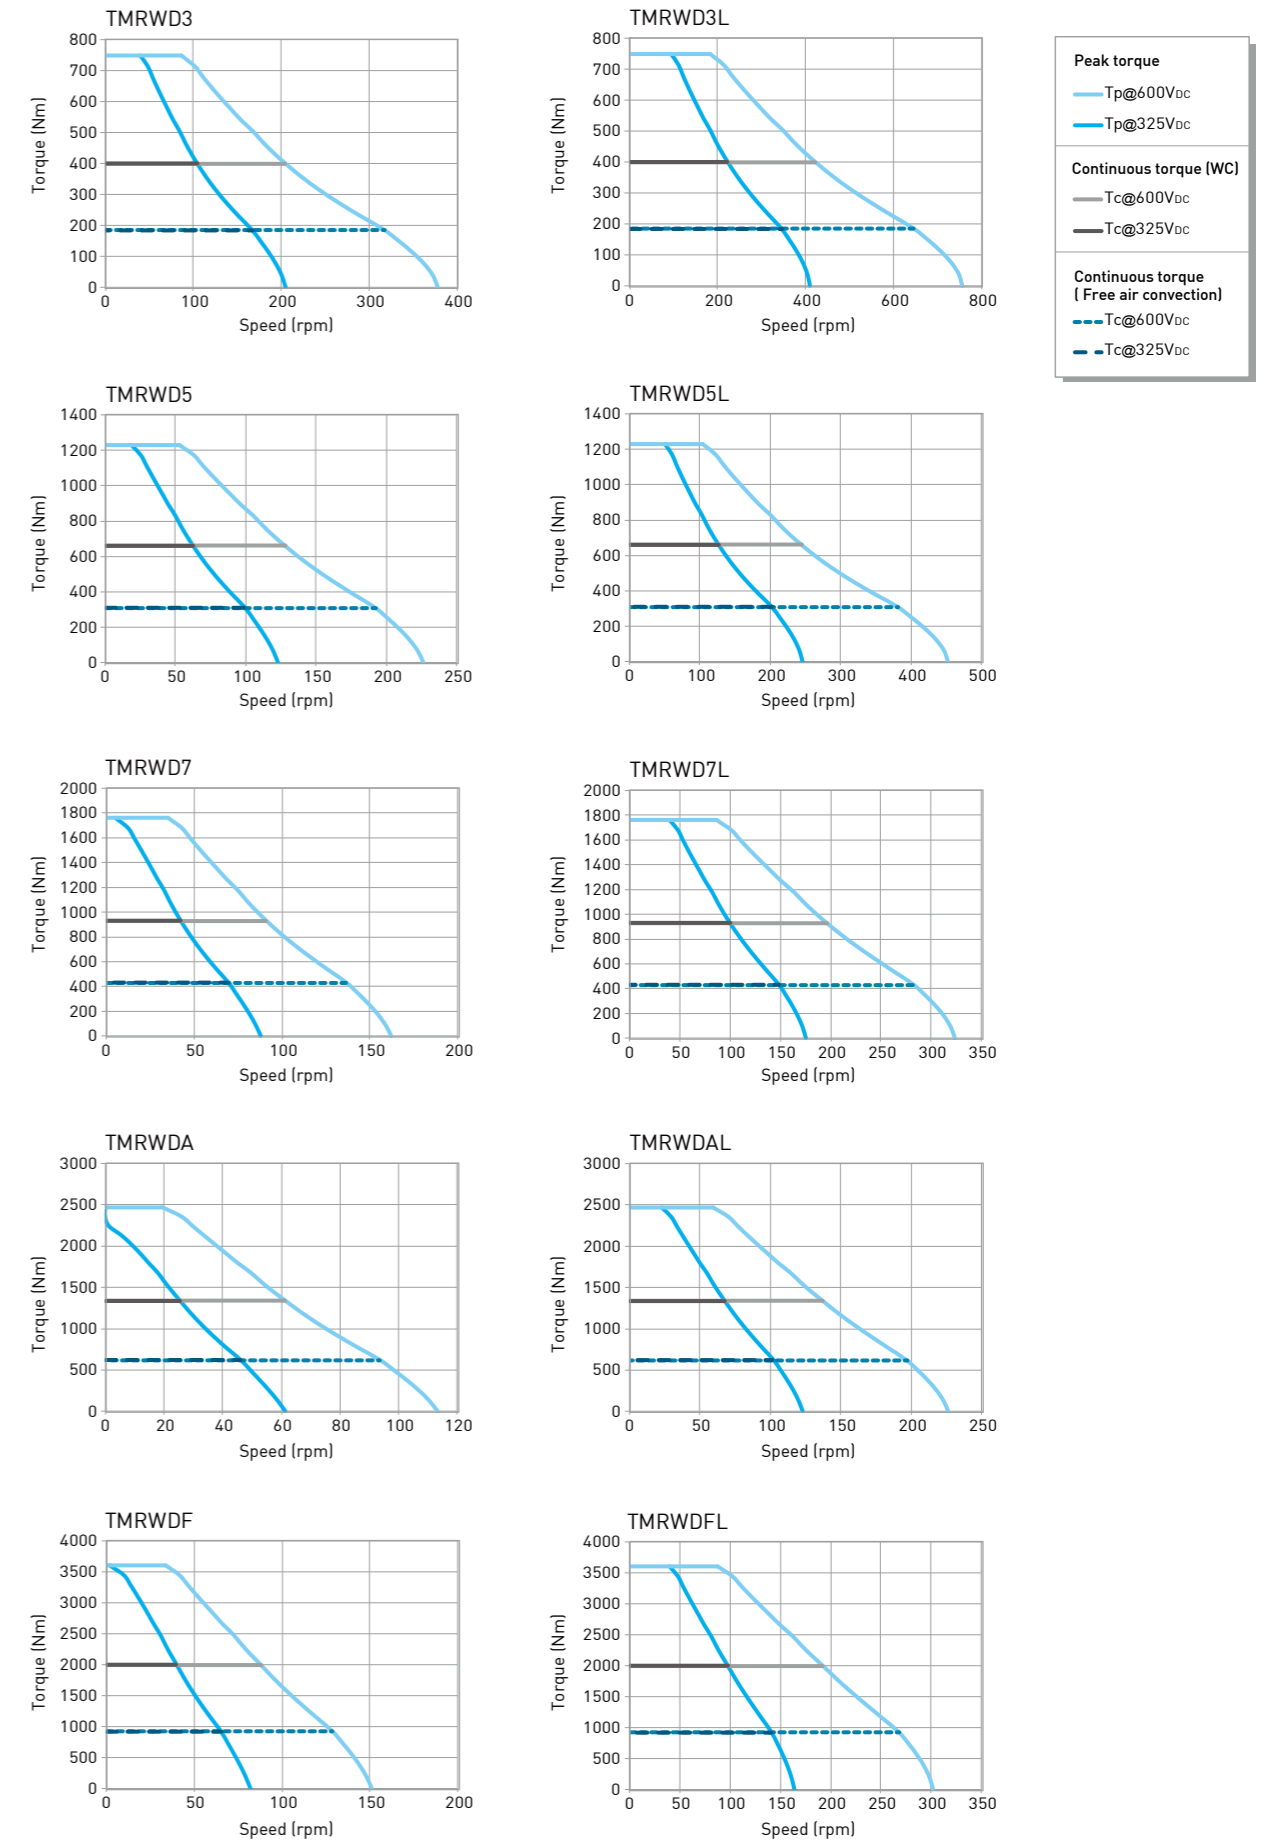 TMRWD3
Torque (Nm)
800
700
600
500
400
300
200
100
0
0 100 200 300 400
Speed (rpm)
TMRWD3L
Torque (Nm)
800
700
600
500
400
300
200
100
0
0 200 400 600 800
Speed (rpm)
Peak torque
Tp@600VDC
Tp@325VDC
Continuous torque (WC)
Tc@600VDC
Tc@325VDC
Continuous torque
( Free air convection)
Tc@600VDC
Tc@325VDC
TMRWD5
Torque (Nm)
1400
1200
1000
800
600
400
200
0
0 50 100 150 200 250
Speed (rpm)
TMRWD5L
Torque (Nm)
1400
1200
1000
800
600
400
200
0
0 100 200 300 400 500
Speed (rpm)
TMRWD7
Torque (Nm)
2000
1800
1600
1400
1200
1000
800
600
400
200
0
0 50 100 150 200
Speed (rpm)
TMRWD7L
Torque (Nm)
2000
1800
1600
1400
1200
1000
800
600
400
200
0
0 50 100 150 200 250 300 350
Speed (rpm)
TMRWDA
Torque (Nm)
3000
2500
2000
1500
1000
500
0
0 20 40 60 80 100 120
Speed (rpm)
TMRWDAL
Torque (Nm)
3000
2500
2000
1500
1000
500
0
0 50 100 150 200 250
Speed (rpm)
TMRWDF
Torque (Nm)
4000
3500
3000
2500
2000
1500
1000
500
0
0 50 100 150 200
Speed (rpm)
TMRWDFL
Torque (Nm)
4000
3500
3000
2500
2000
1500
1000
500
0
0 50 100 150 200 250 300 350
Speed (rpm)